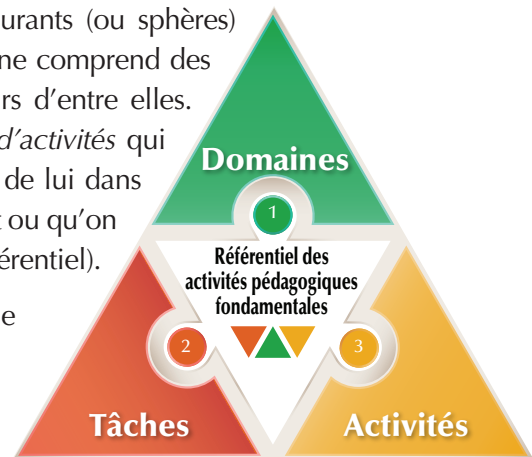 urants (ou sphères)
ne comprend des
rs d’entre elles.
d’activités qui
de lui dans
t ou qu’on
érentiel).
e
Domaines
1
Référentiel des
activités pédagogiques
fondamentales
2
3
Tâches
Activités